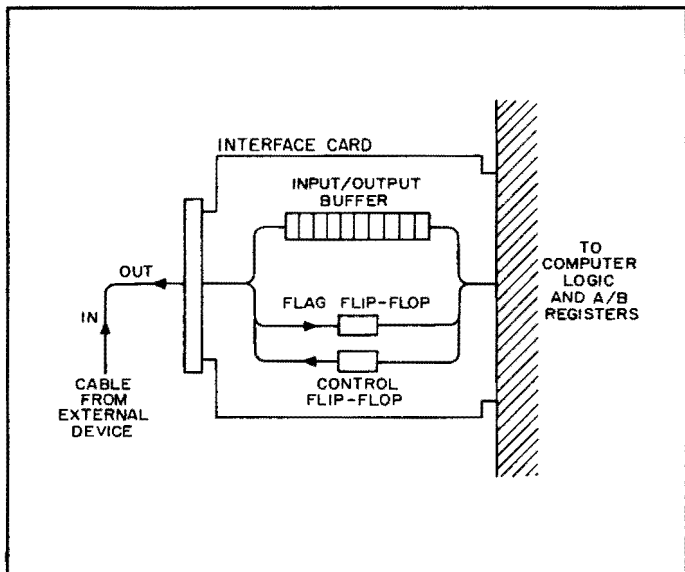 INTERFACE CARD
INPUT/OUTPUT
BUFFER
OUT
IN
FLAG FLIP-FLOP
CONTROL
FLIP-FLOP
CABLE
FROM
EXTERNAL
DEVICE
TO
COMPUTER
LOGIC
AND A/B
REGISTERS